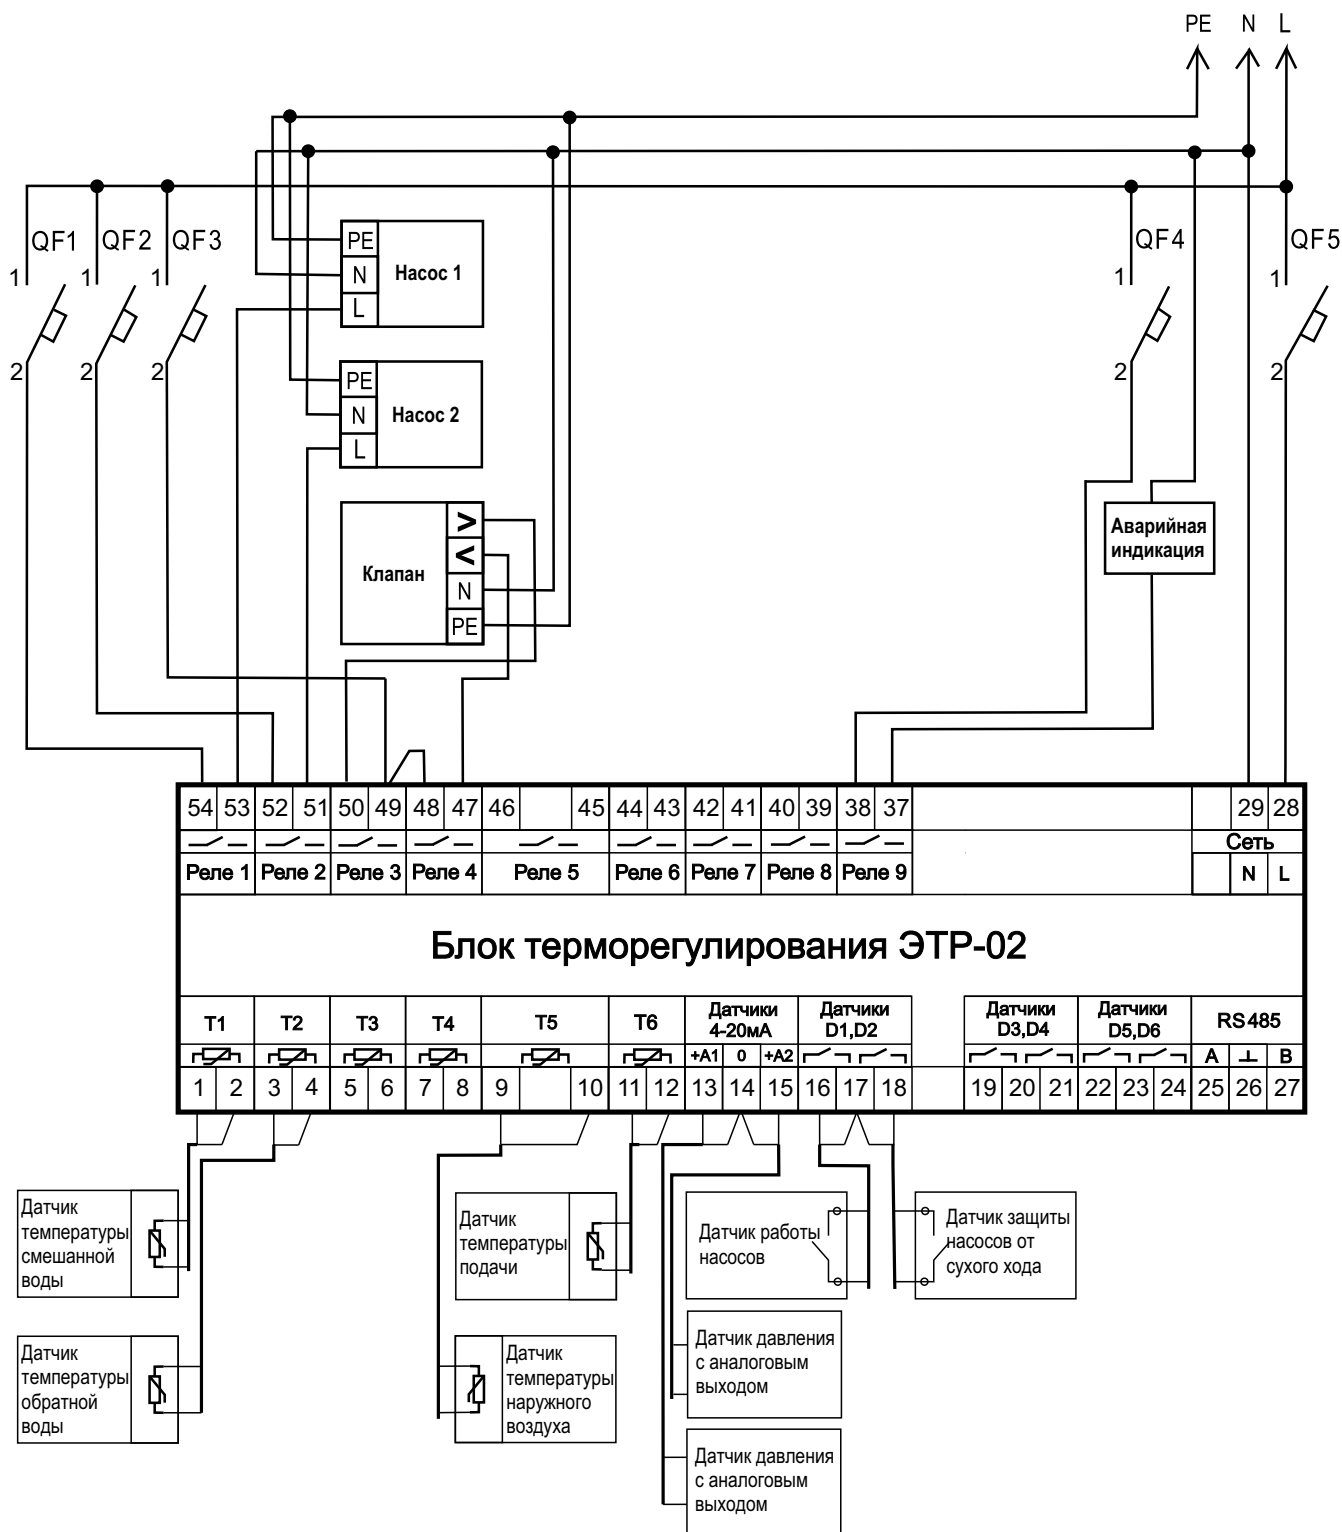 PE N L
QF1 QF2 QF3 QF4 QF5
1 1 1 1 1
2 2 2 2 2
PE
N
L
Насос 1
PE
N
L
Насос 2
Клапан
>
<
N
PE
Аварийная
индикация
54 53 52 51 50 49 48 47 46 45 44 43 42 41 40 39 38 37 29 28
Сеть
Реле 1 Реле 2 Реле 3 Реле 4 Реле 5 Реле 6 Реле 7 Реле 8 Реле 9 N L
Блок терморегулирования ЭТР-02
T1 T2 T3 T4 T5 T6
Датчики
4-20мА
Датчики
D1,D2
Датчики
D3,D4
Датчики
D5,D6
RS485
+A1 0 +A2 A ⊥ B
1 2 3 4 5 6 7 8 9 10 11 12 13 14 15 16 17 18 19 20 21 22 23 24 25 26 27
Датчик
температуры
смешанной
воды
Датчик
температуры
подачи
Датчик работы
насосов
Датчик защиты
насосов от
сухого хода
Датчик
температуры
обратной
воды
Датчик
температуры
наружного
воздуха
Датчик давления
с аналоговым
выходом
Датчик давления
с аналоговым
выходом